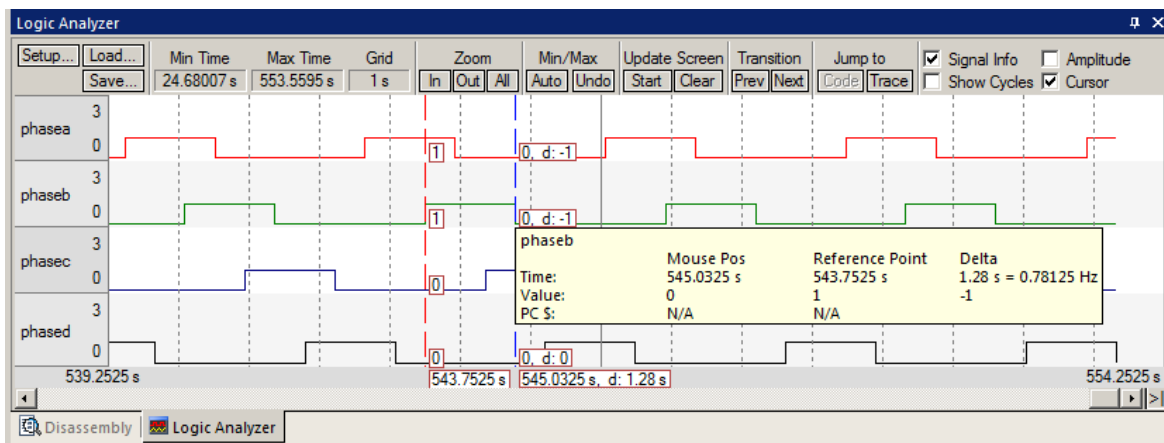 Logic Analyzer
Setup... Load... Min Time Max Time Grid Zoom Min/Max Update Screen Transition Jump to Signal Info Amplitude
Save... 24.68007 s 553.5595 s 1 s In Out All Auto Undo Start Clear Prev Next Code Trace Show Cycles Cursor
3
phasea
0 1 0, d: -1
3
phaseb
0 1 0, d: -1
3
phasec
0 0
phaseb
Mouse Pos Reference Point Delta
Time: 545.0325 s 543.7525 s 1.28 s = 0.78125 Hz
Value: 0 1 -1
PC $: N/A N/A
3
phased
0 0 0, d: 0
539.2525 s 543.7525 s 545.0325 s, d: 1.28 s 554.2525 s
Disassembly Logic Analyzer